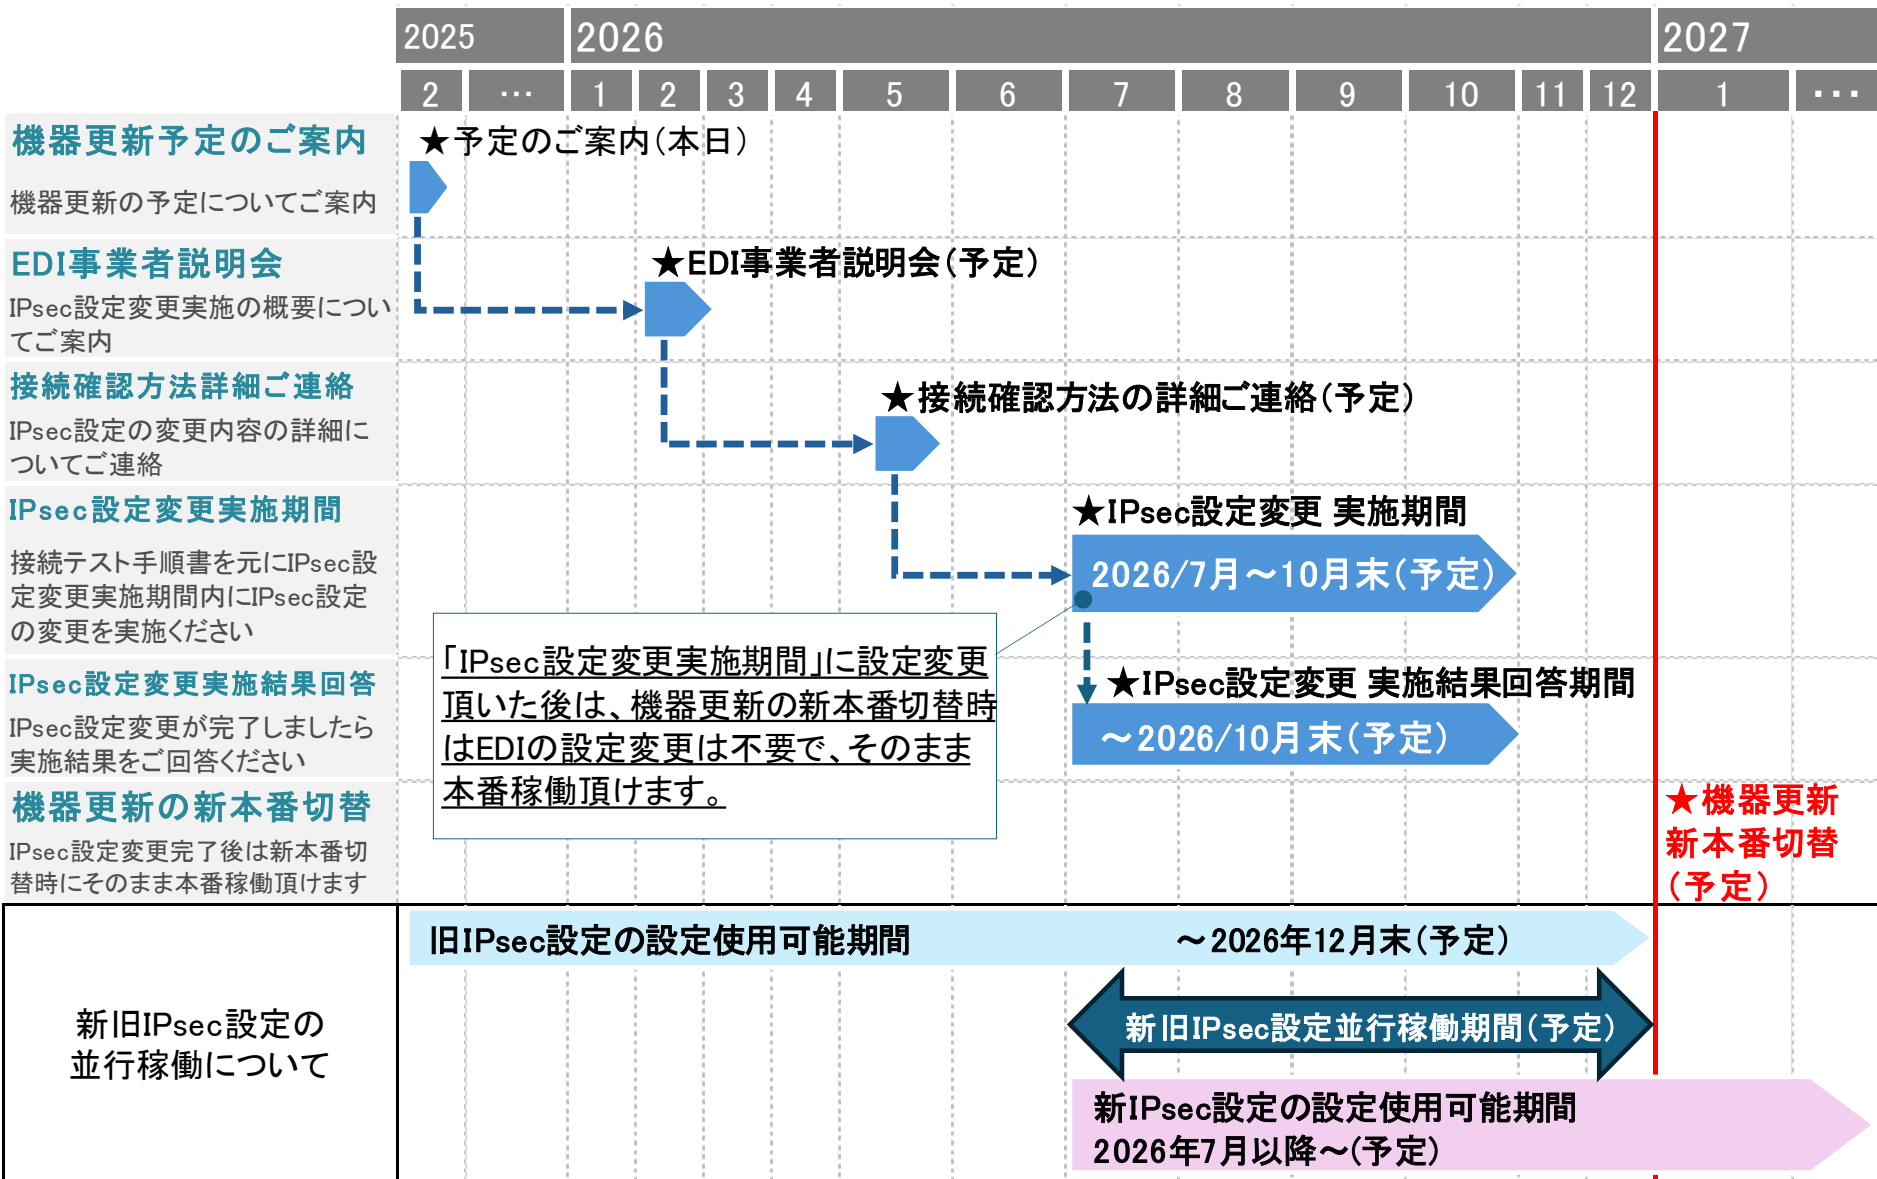 2025
2026
2027
2
…
1
2
3
4
5
6
7
8
9
10
11
12
1
…
機器更新予定のご案内
機器更新の予定についてご案内
★予定のご案内(本日)
EDI事業者説明会
IPsec設定変更実施の概要につい
てご案内
★EDI事業者説明会(予定)
接続確認方法詳細ご連絡
IPsec設定の変更内容の詳細に
ついてご連絡
★接続確認方法の詳細ご連絡(予定)
IPsec設定変更実施期間
接続テスト手順書を元にIPsec設
定変更実施期間内にIPsec設定
の変更を実施ください
★IPsec設定変更 実施期間
2026/7月～10月末(予定)
「IPsec設定変更実施期間」に設定変更
頂いた後は、機器更新の新本番切替時
はEDIの設定変更は不要で、そのまま
本番稼働頂けます。
IPsec設定変更実施結果回答
IPsec設定変更が完了しましたら
実施結果をご回答ください
★IPsec設定変更 実施結果回答期間
～2026/10月末(予定)
機器更新の新本番切替
IPsec設定変更完了後は新本番切
替時にそのまま本番稼働頂けます
★機器更新
新本番切替
(予定)
新旧IPsec設定の
並行稼働について
旧IPsec設定の設定使用可能期間
～2026年12月末(予定)
新旧IPsec設定並行稼働期間(予定)
新IPsec設定の設定使用可能期間
2026年7月以降～(予定)